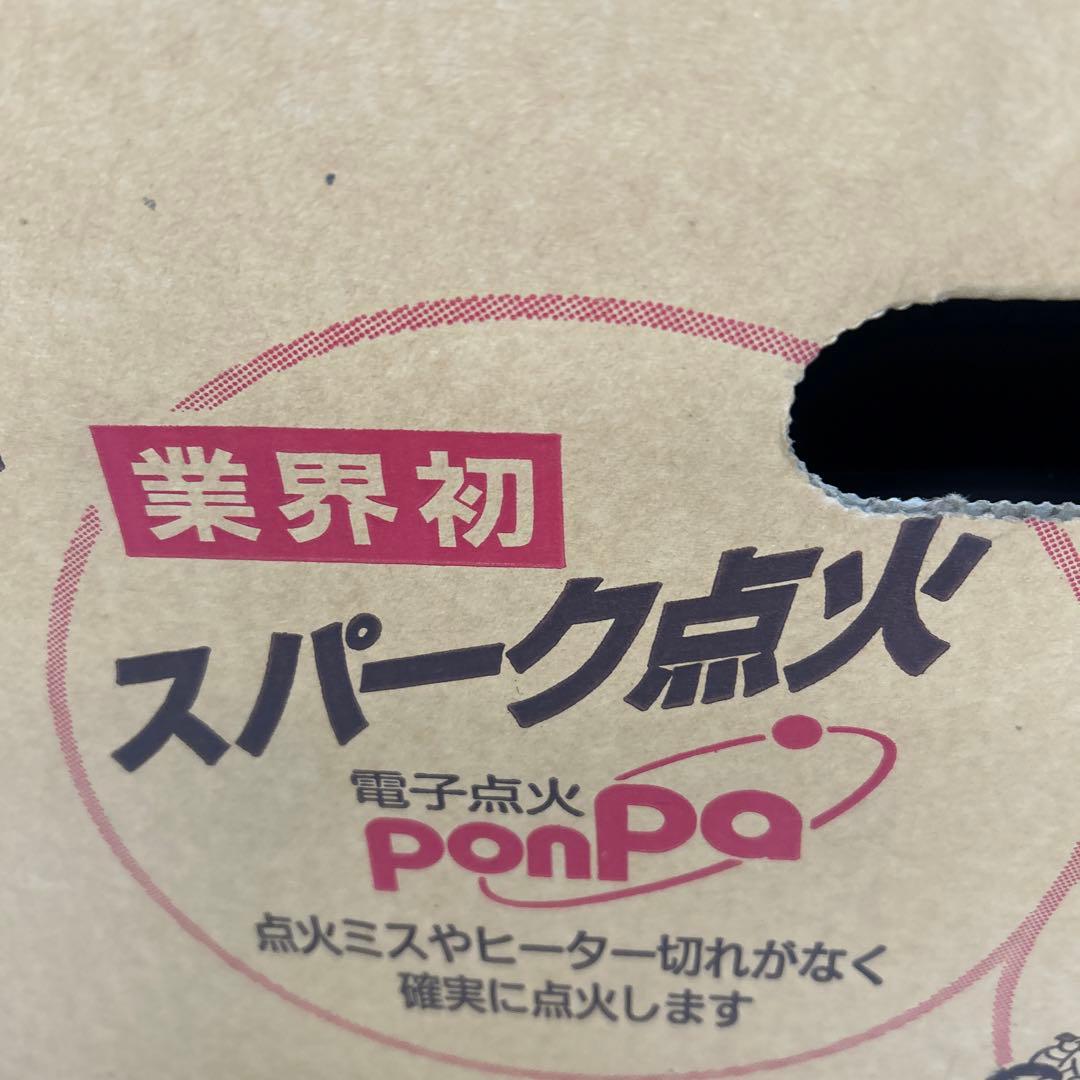 業界初
スパーク点火
電子点火
PonPa
点火ミスやヒーター切れがなく
確実に点火します